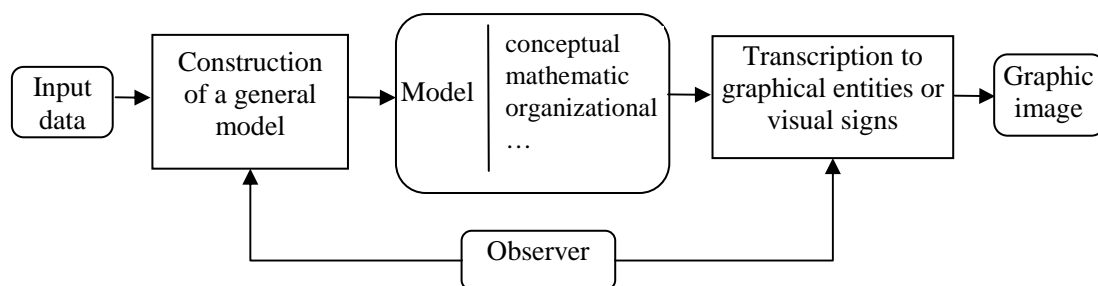 Input
data
Construction
of a general
model
Model
conceptual
mathematic
organizational
…
Transcription to
graphical entities or
visual signs
Graphic
image
Observer